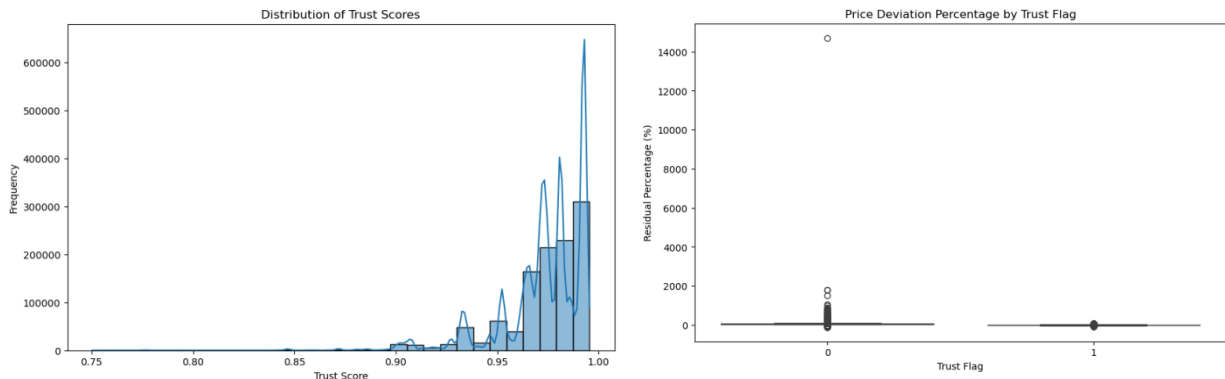 Distribution of Trust Scores
600000
500000
400000
300000
200000
100000
0
Frequency
0.75 0.80 0.85 0.90 0.95 1.00
Trust Score
Price Deviation Percentage by Trust Flag
14000
12000
10000
8000
6000
4000
2000
0
Residual Percentage (%)
0 1
Trust Flag